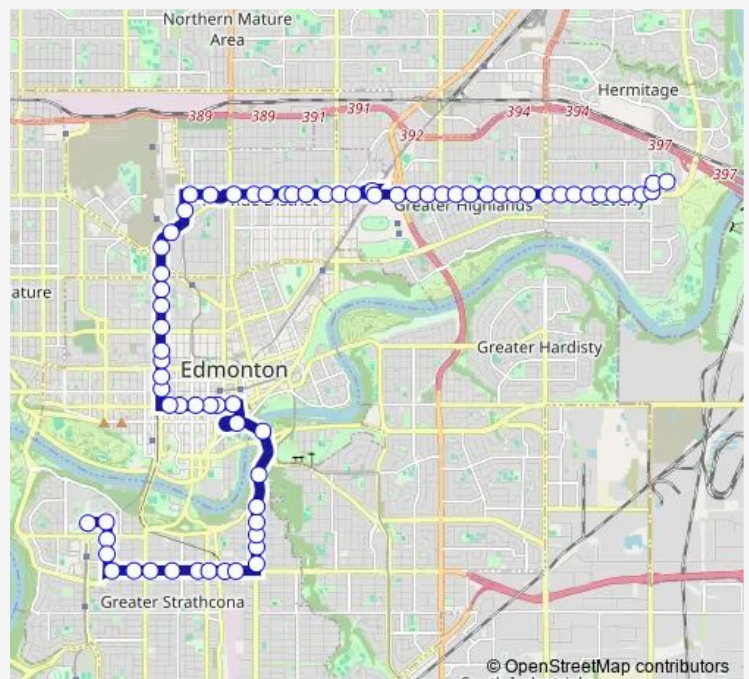 Northern Mature
Area
Hermitage
389
389
391
391
392
394
394
397
397
Greater Highlands
Greater Hardisty
Edmonton
Greater Strathcona
© OpenStreetMap contributors